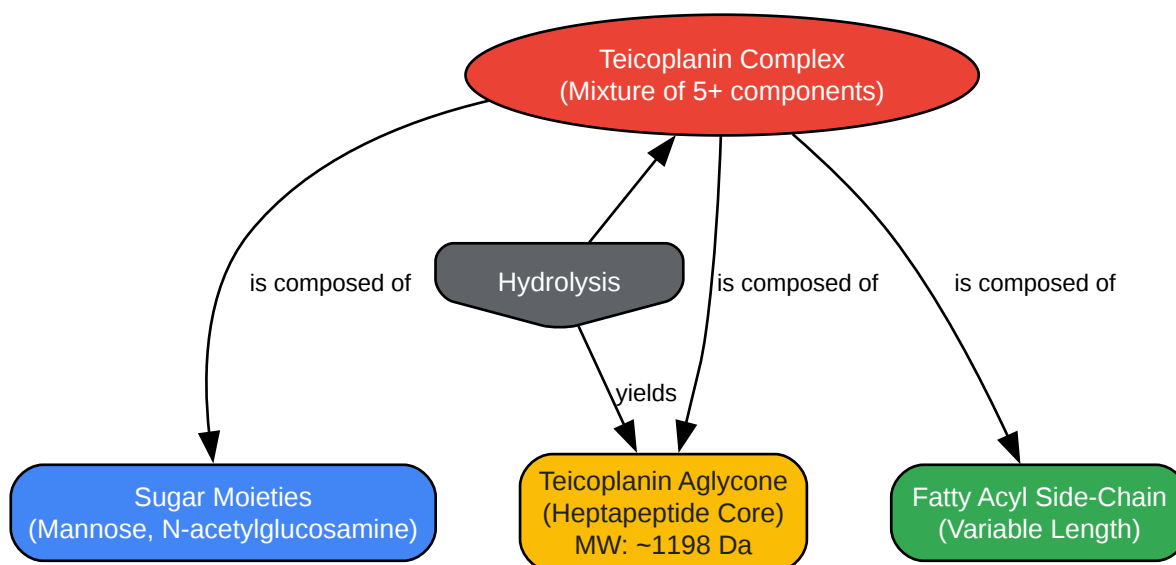 Teicoplanin Complex
(Mixture of 5+ components)
Hydrolysis
is composed of
is composed of
is composed of
yields
Sugar Moieties
(Mannose, N-acetylglucosamine)
Teicoplanin Aglycone
(Heptapeptide Core)
MW: ~1198 Da
Fatty Acyl Side-Chain
(Variable Length)